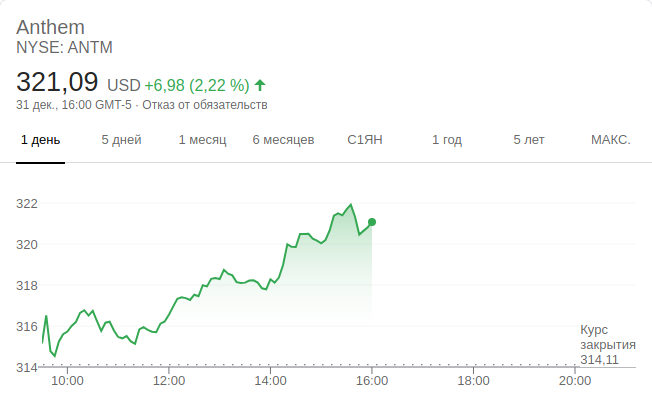 Anthem
NYSE: ANTM
321,09 USD +6,98 (2,22 %)
31 дек., 16:00 GMT-5 · Отказ от обязательств
1 день 5 дней 1 месяц 6 месяцев С1ЯН 1 год 5 лет МАКС.
322
320
318
316
314
Курс
закрытия
314,11
10:00 12:00 14:00 16:00 18:00 20:00